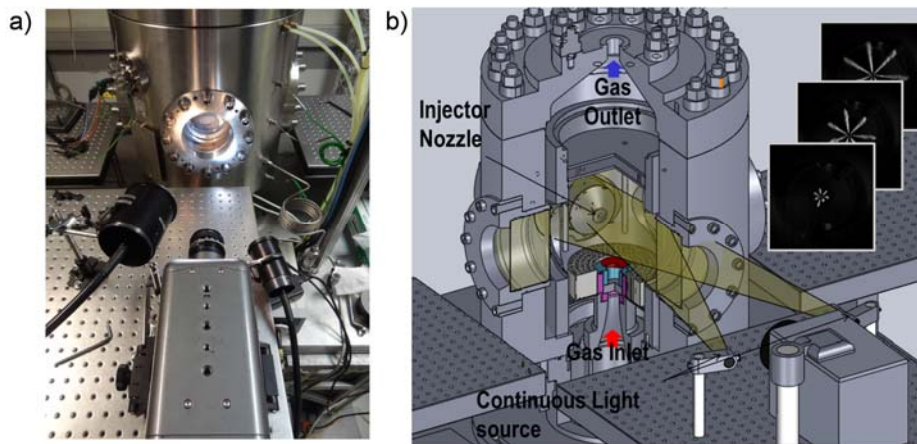 a)
b)
Gas
Outlet
Injector
Nozzle
Gas Inlet
Continuous Light
source